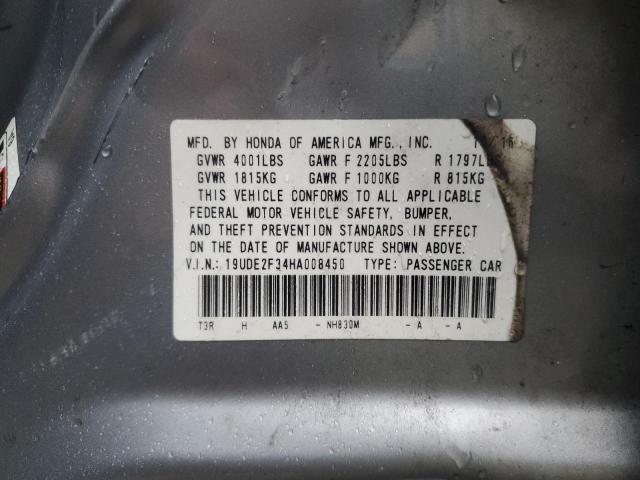 MFD. BY HONDA OF AMERICA MFG., INC.
GVWR 4001LBS GAWR F 2205LBS R 1797LBS
GVWR 1815KG GAWR F 1000KG R 815KG
THIS VEHICLE CONFORMS TO ALL APPLICABLE
FEDERAL MOTOR VEHICLE SAFETY, BUMPER,
AND THEFT PREVENTION STANDARDS IN EFFECT
ON THE DATE OF MANUFACTURE SHOWN ABOVE.
V.I.N.: 19UDE2F34HA008450 TYPE: PASSENGER CAR
T3R H AA5 - NH830M - A - A